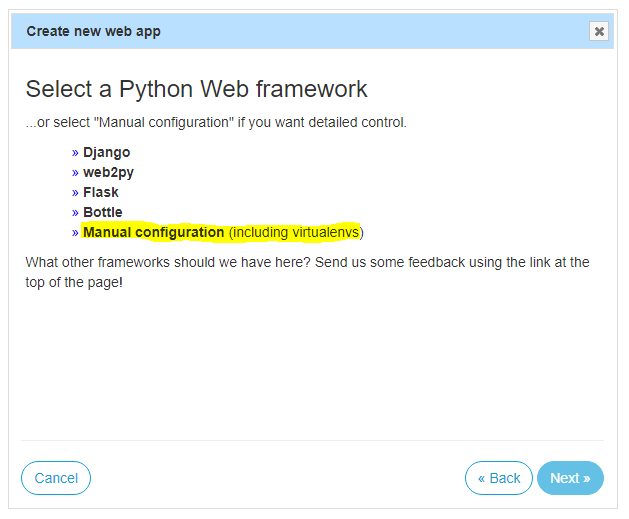 Create new web app
Select a Python Web framework
...or select "Manual configuration" if you want detailed control.
» Django
» web2py
» Flask
» Bottle
» Manual configuration (including virtualenvs)
What other frameworks should we have here? Send us some feedback using the link at the
top of the page!
Cancel
« Back
Next »